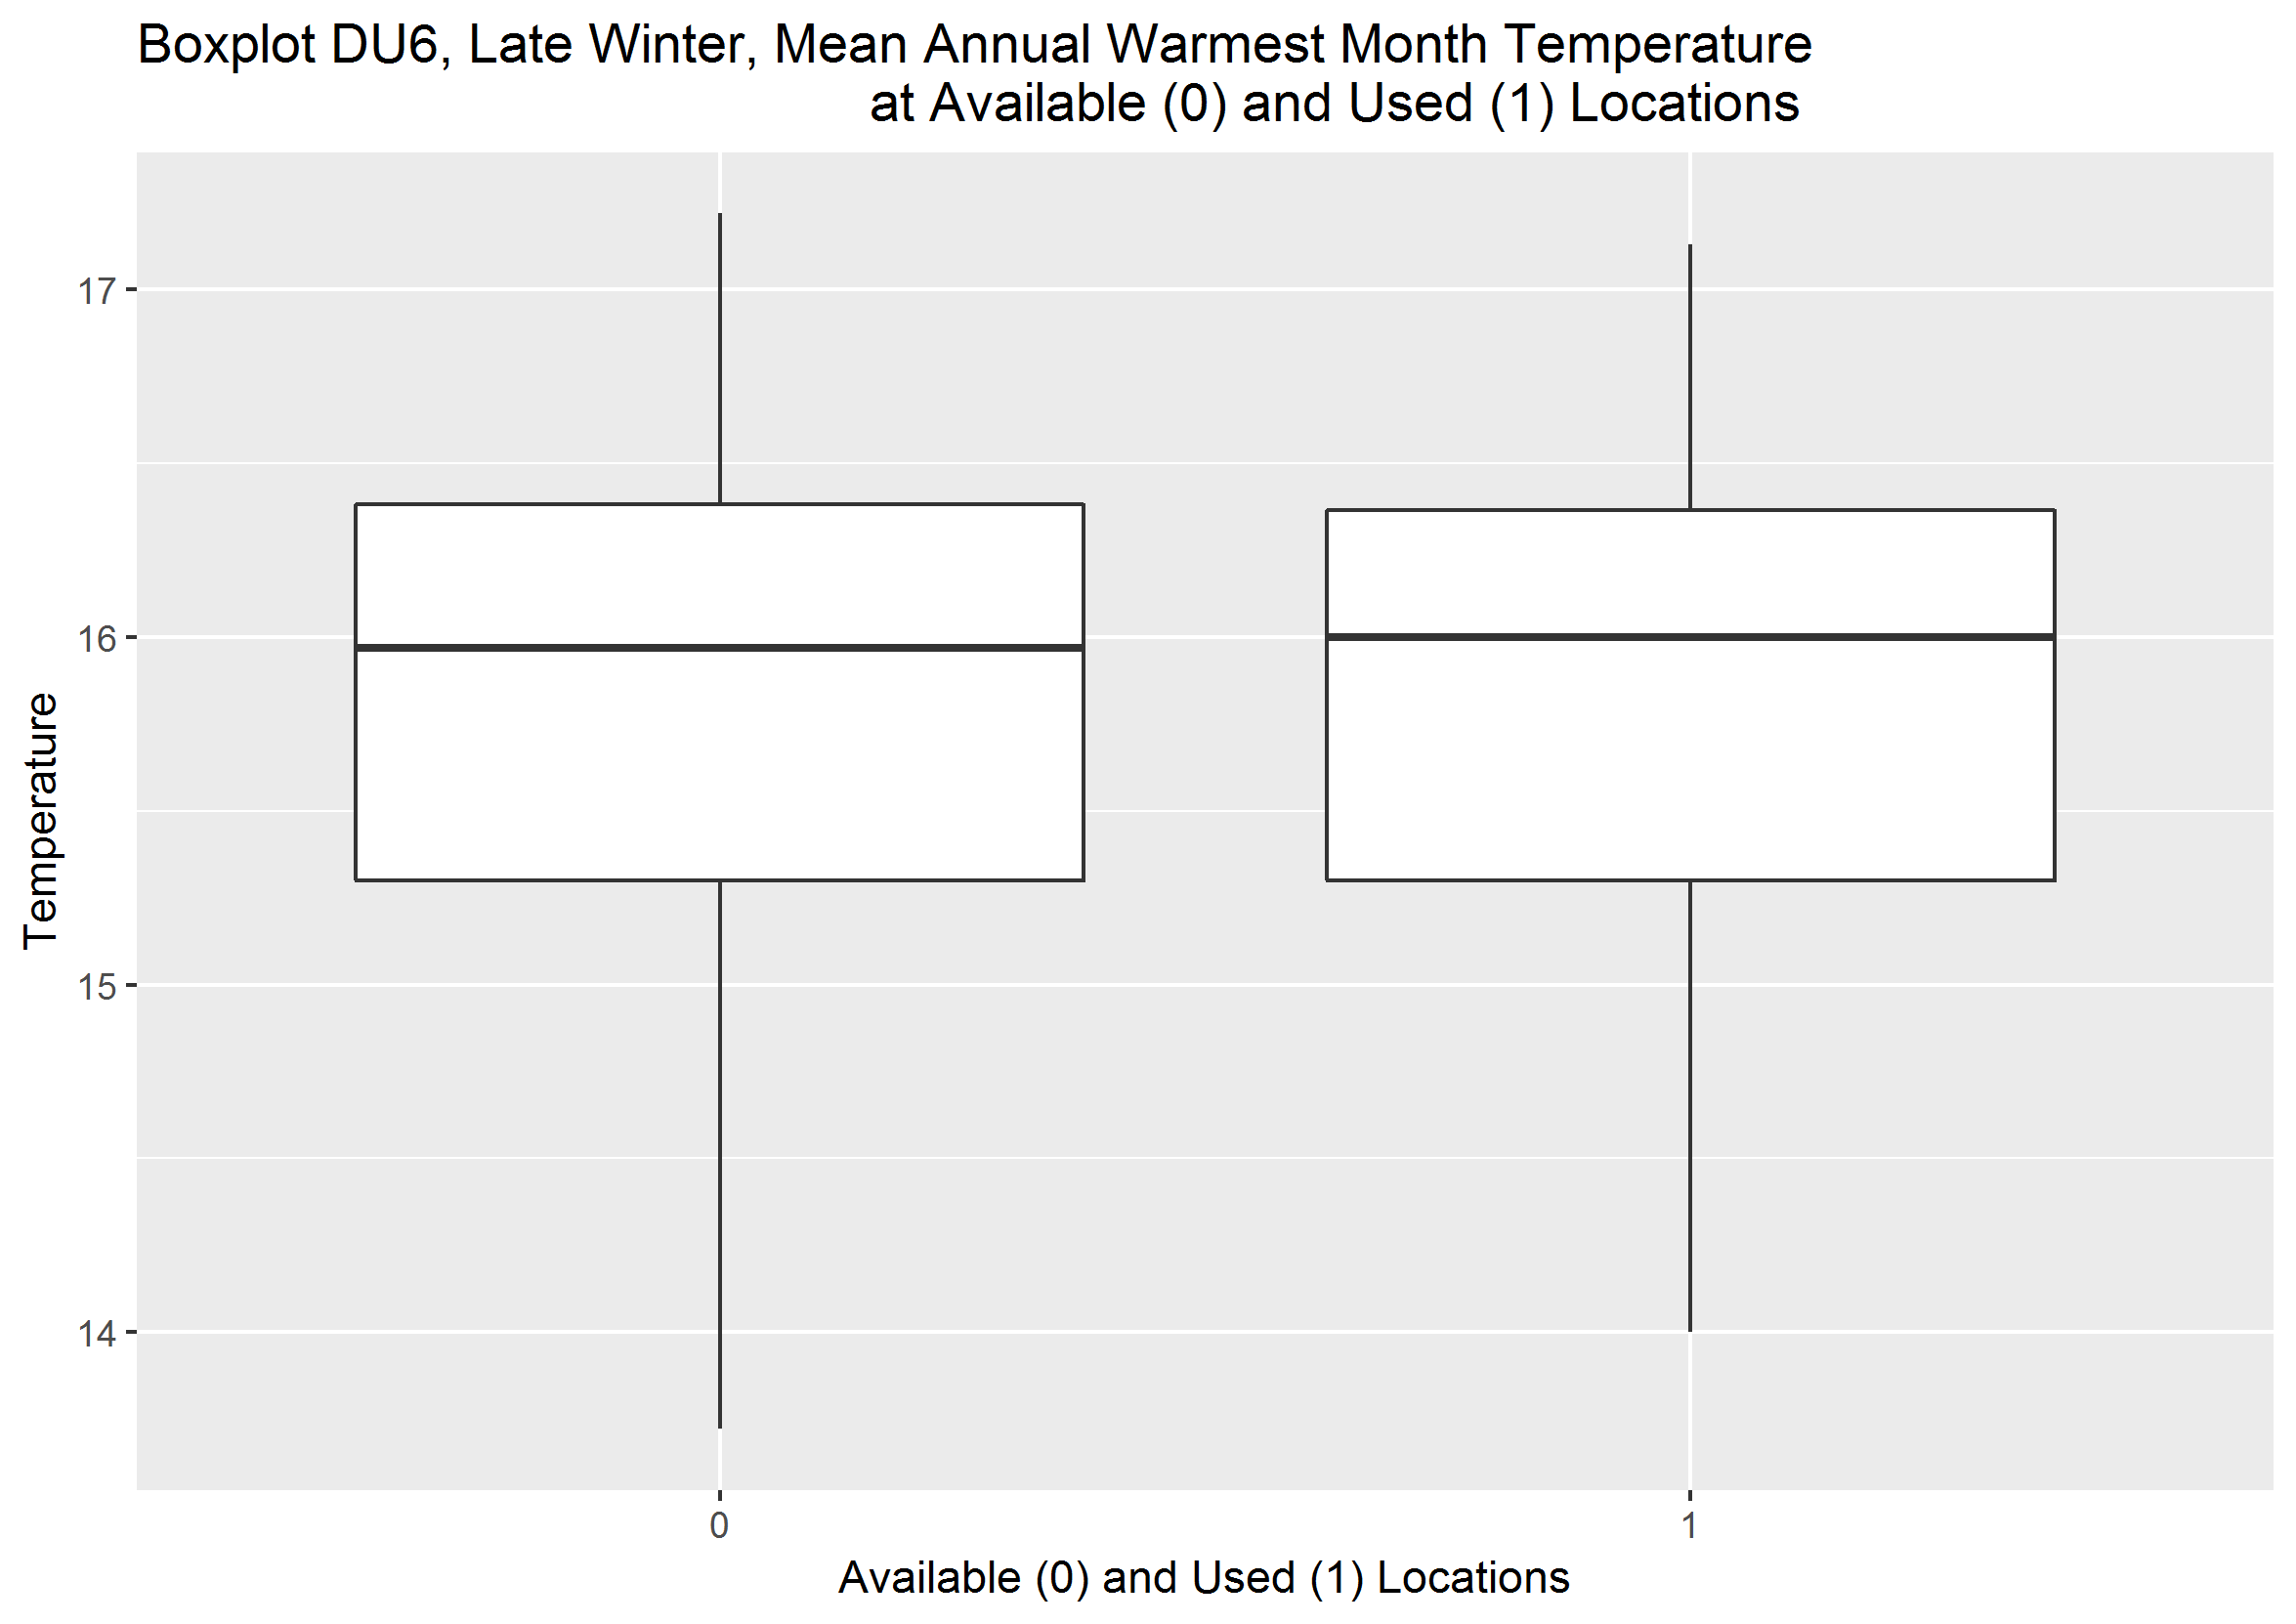 Boxplot DU6, Late Winter, Mean Annual Warmest Month Temperature
at Available (0) and Used (1) Locations
17
16
15
14
Temperature
0
1
Available (0) and Used (1) Locations